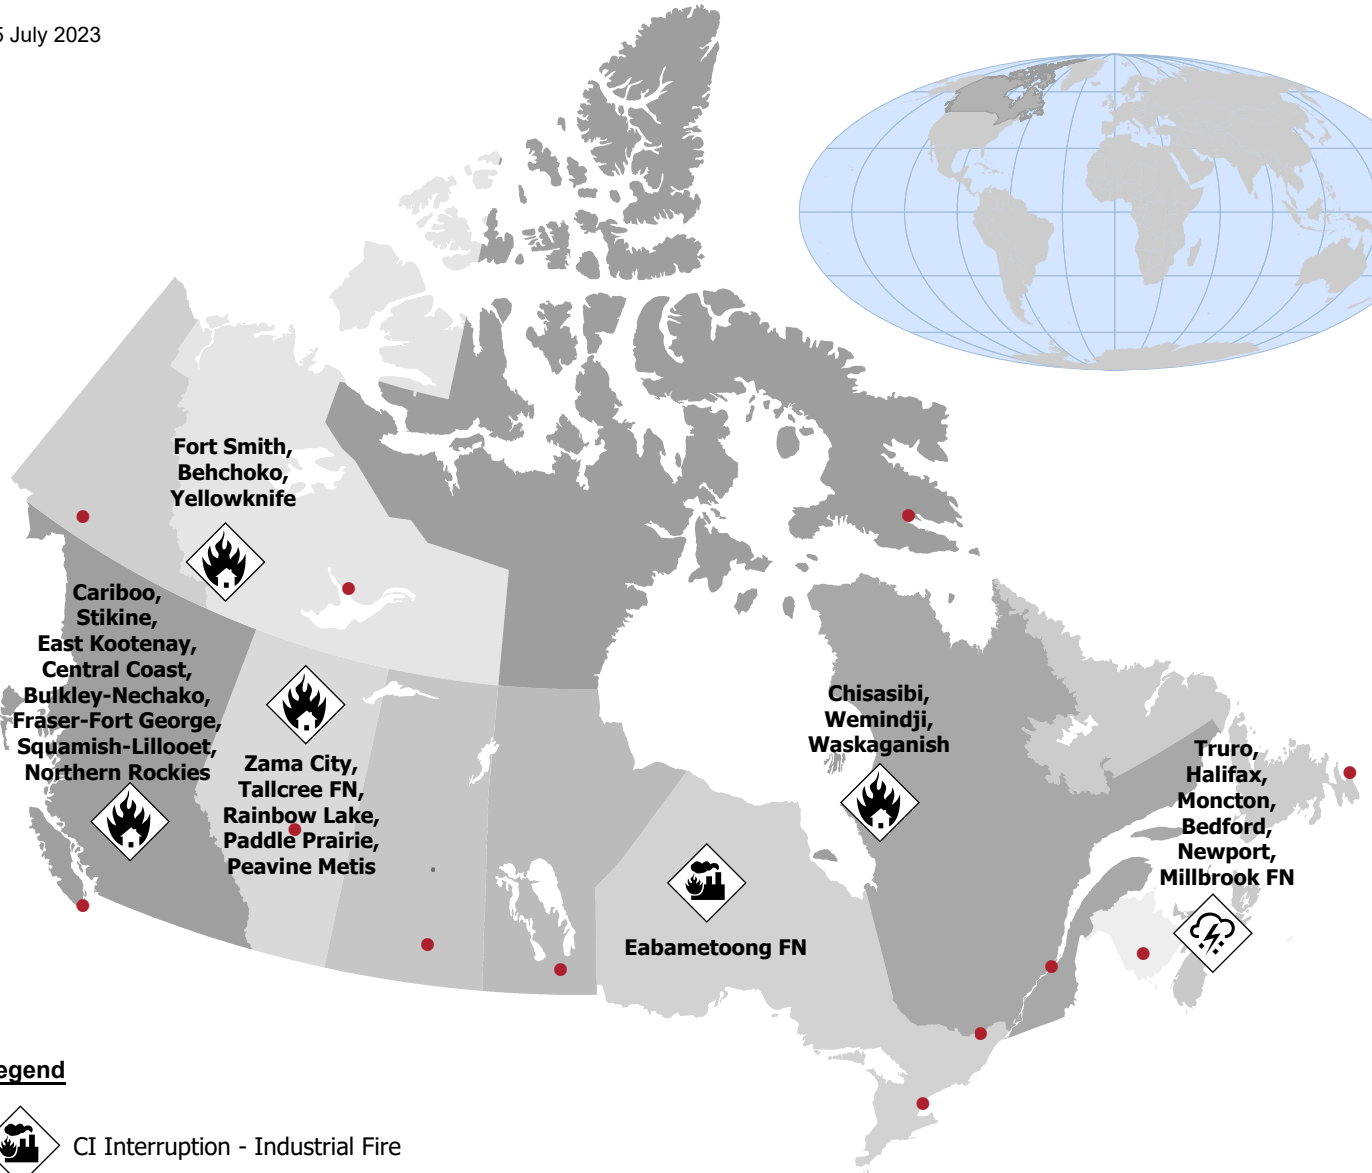 5 July 2023
Fort Smith,
Behchoko,
Yellowknife
Cariboo,
Stikine,
East Kootenay,
Central Coast,
Bulkley-Nechako,
Fraser-Fort George,
Squamish-Lillooet,
Northern Rockies
Zama City,
Tallcree FN,
Rainbow Lake,
Paddle Prairie,
Peavine Metis
Eabametoong FN
Chisasibi,
Wemindji,
Waskaganish
Truro,
Halifax,
Moncton,
Bedford,
Newport,
Millbrook FN
egend
CI Interruption - Industrial Fire